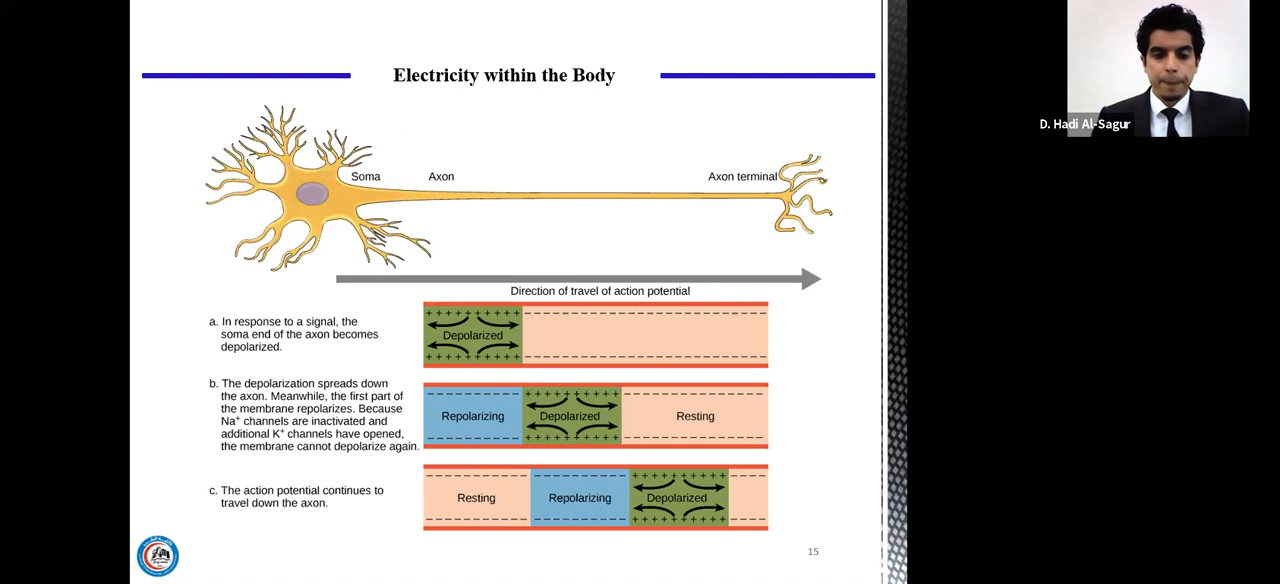 Electricity within the Body
D. Hadi Al-Sagur
Soma
Axon
Axon terminal
Direction of travel of action potential
a. In response to a signal, the
soma end of the axon becomes
depolarized.
+ + + + + + + + + +
Depolarized
+ + + + + + + + + +
b. The depolarization spreads down
the axon. Meanwhile, the first part of
the membrane repolarizes. Because
Na⁺ channels are inactivated and
additional K⁺ channels have opened,
the membrane cannot depolarize again.
+ + + + + + + + + +
Repolarizing Depolarized Resting
+ + + + + + + + + +
c. The action potential continues to
travel down the axon.
+ + + + + + + + + +
Resting Repolarizing Depolarized
+ + + + + + + + + +
15